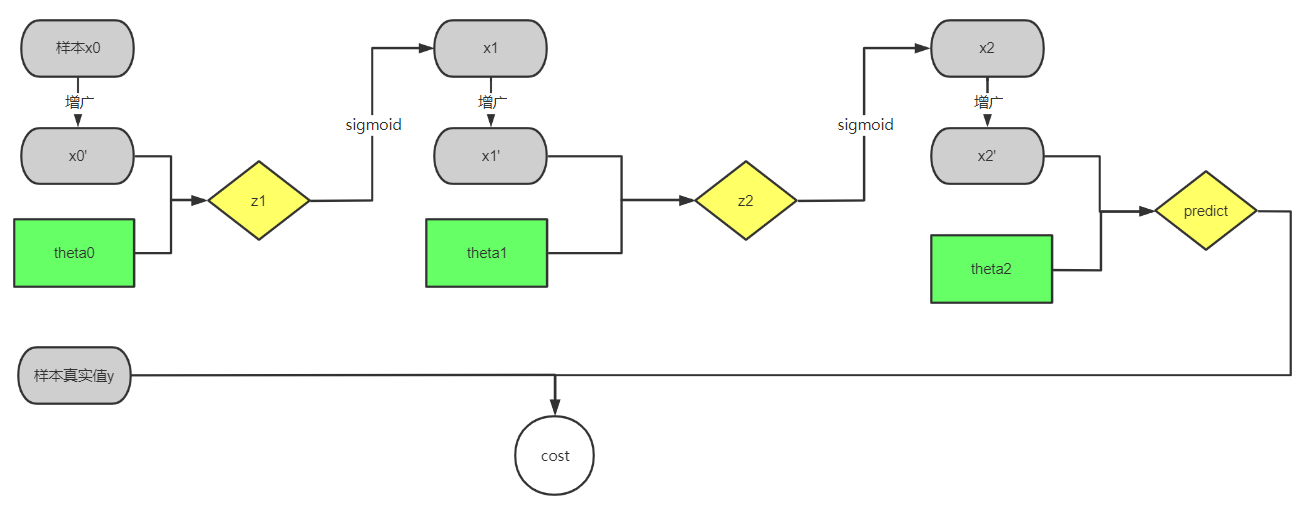 样本x0
x1
x2
增广
增广
增广
sigmoid
sigmoid
x0'
x1'
x2'
z1
z2
predict
theta0
theta1
theta2
样本真实值y
cost